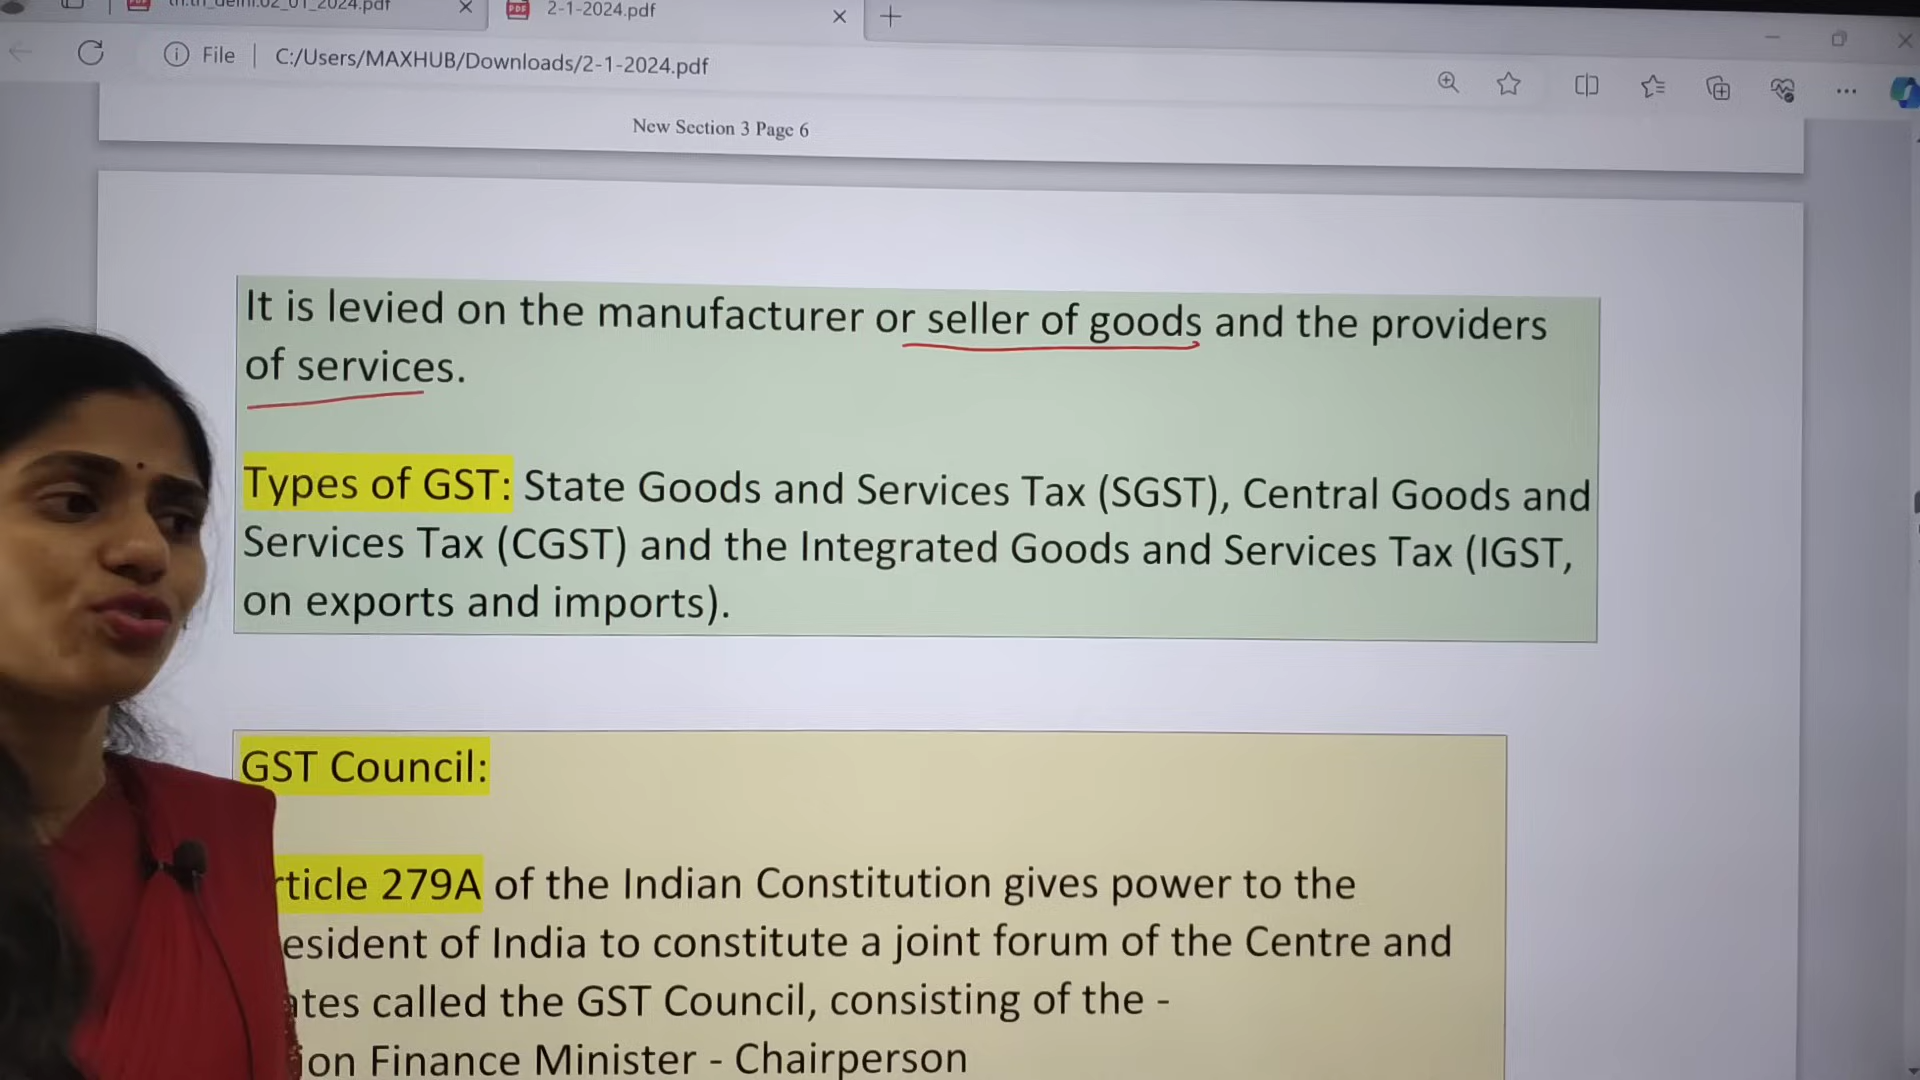 th.th_delhi.02_01_2024.pdf
2-1-2024.pdf
File
C:/Users/MAXHUB/Downloads/2-1-2024.pdf
New Section 3 Page 6
It is levied on the manufacturer or seller of goods and the providers
of services.
Types of GST: State Goods and Services Tax (SGST), Central Goods and
Services Tax (CGST) and the Integrated Goods and Services Tax (IGST,
on exports and imports).
GST Council:
rticle 279A of the Indian Constitution gives power to the
esident of India to constitute a joint forum of the Centre and
tes called the GST Council, consisting of the -
ion Finance Minister - Chairperson